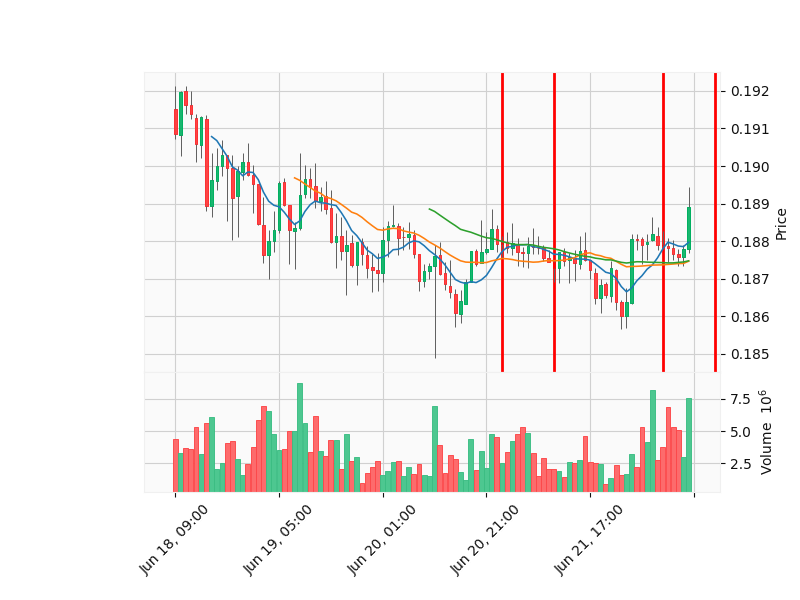 0.192
0.191
0.190
0.189
0.188
0.187
0.186
0.185
Price
7.5
5.0
2.5
Volume 10^6
Jun 18, 09:00
Jun 19, 05:00
Jun 20, 01:00
Jun 20, 21:00
Jun 21, 17:00